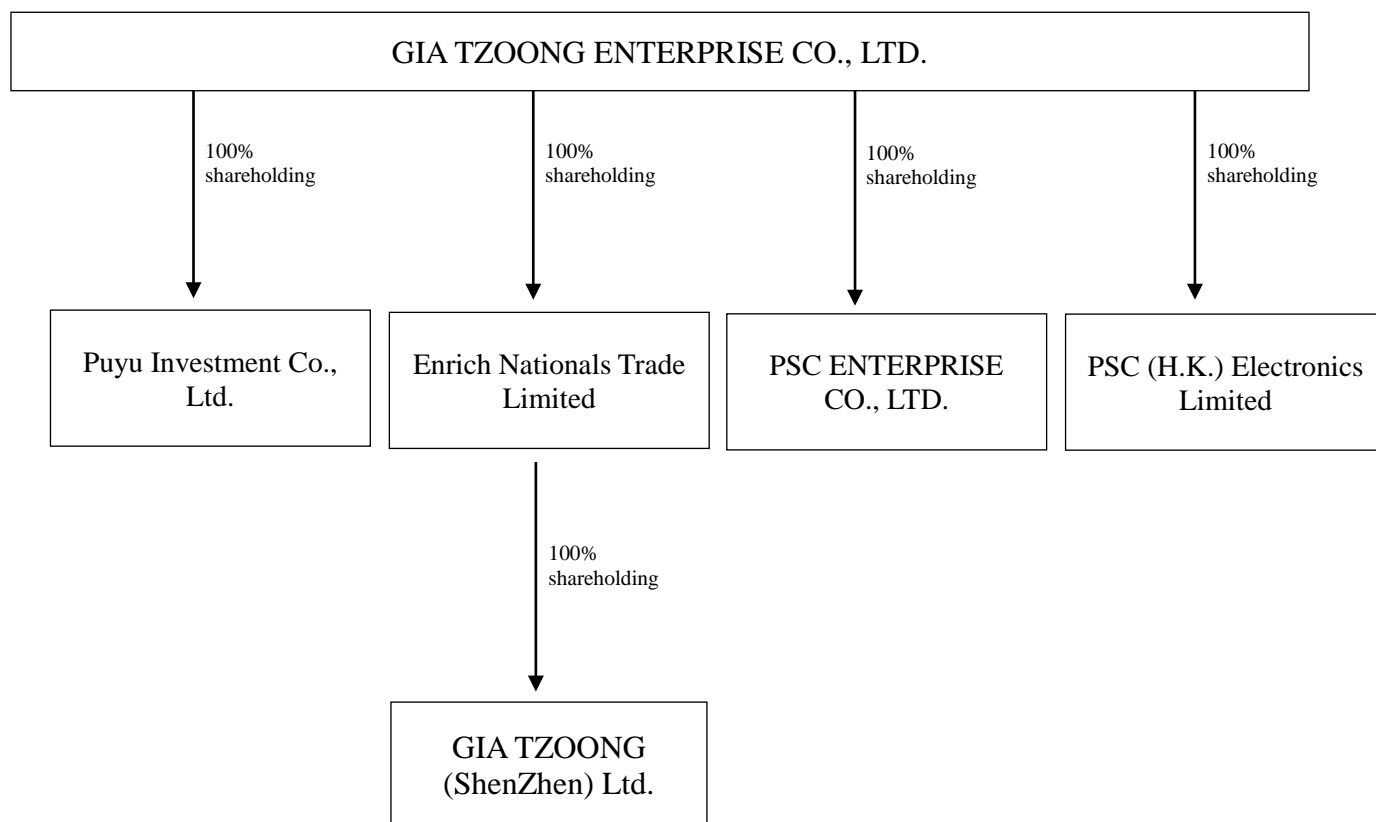 GIA TZOONG ENTERPRISE CO., LTD.
100%
shareholding
100%
shareholding
100%
shareholding
100%
shareholding
Puyu Investment Co.,
Ltd.
Enrich Nationals Trade
Limited
PSC ENTERPRISE
CO., LTD.
PSC (H.K.) Electronics
Limited
100%
shareholding
GIA TZOONG
(ShenZhen) Ltd.